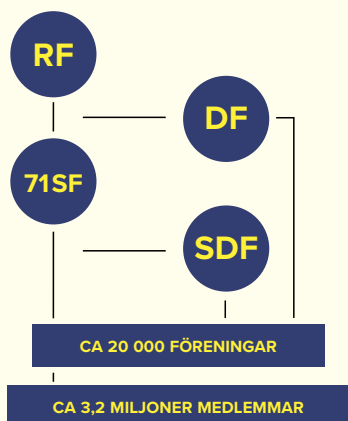 RF
DF
71SF
SDF
CA 20 000 FÖRENINGAR
CA 3,2 MILJONER MEDLEMMAR